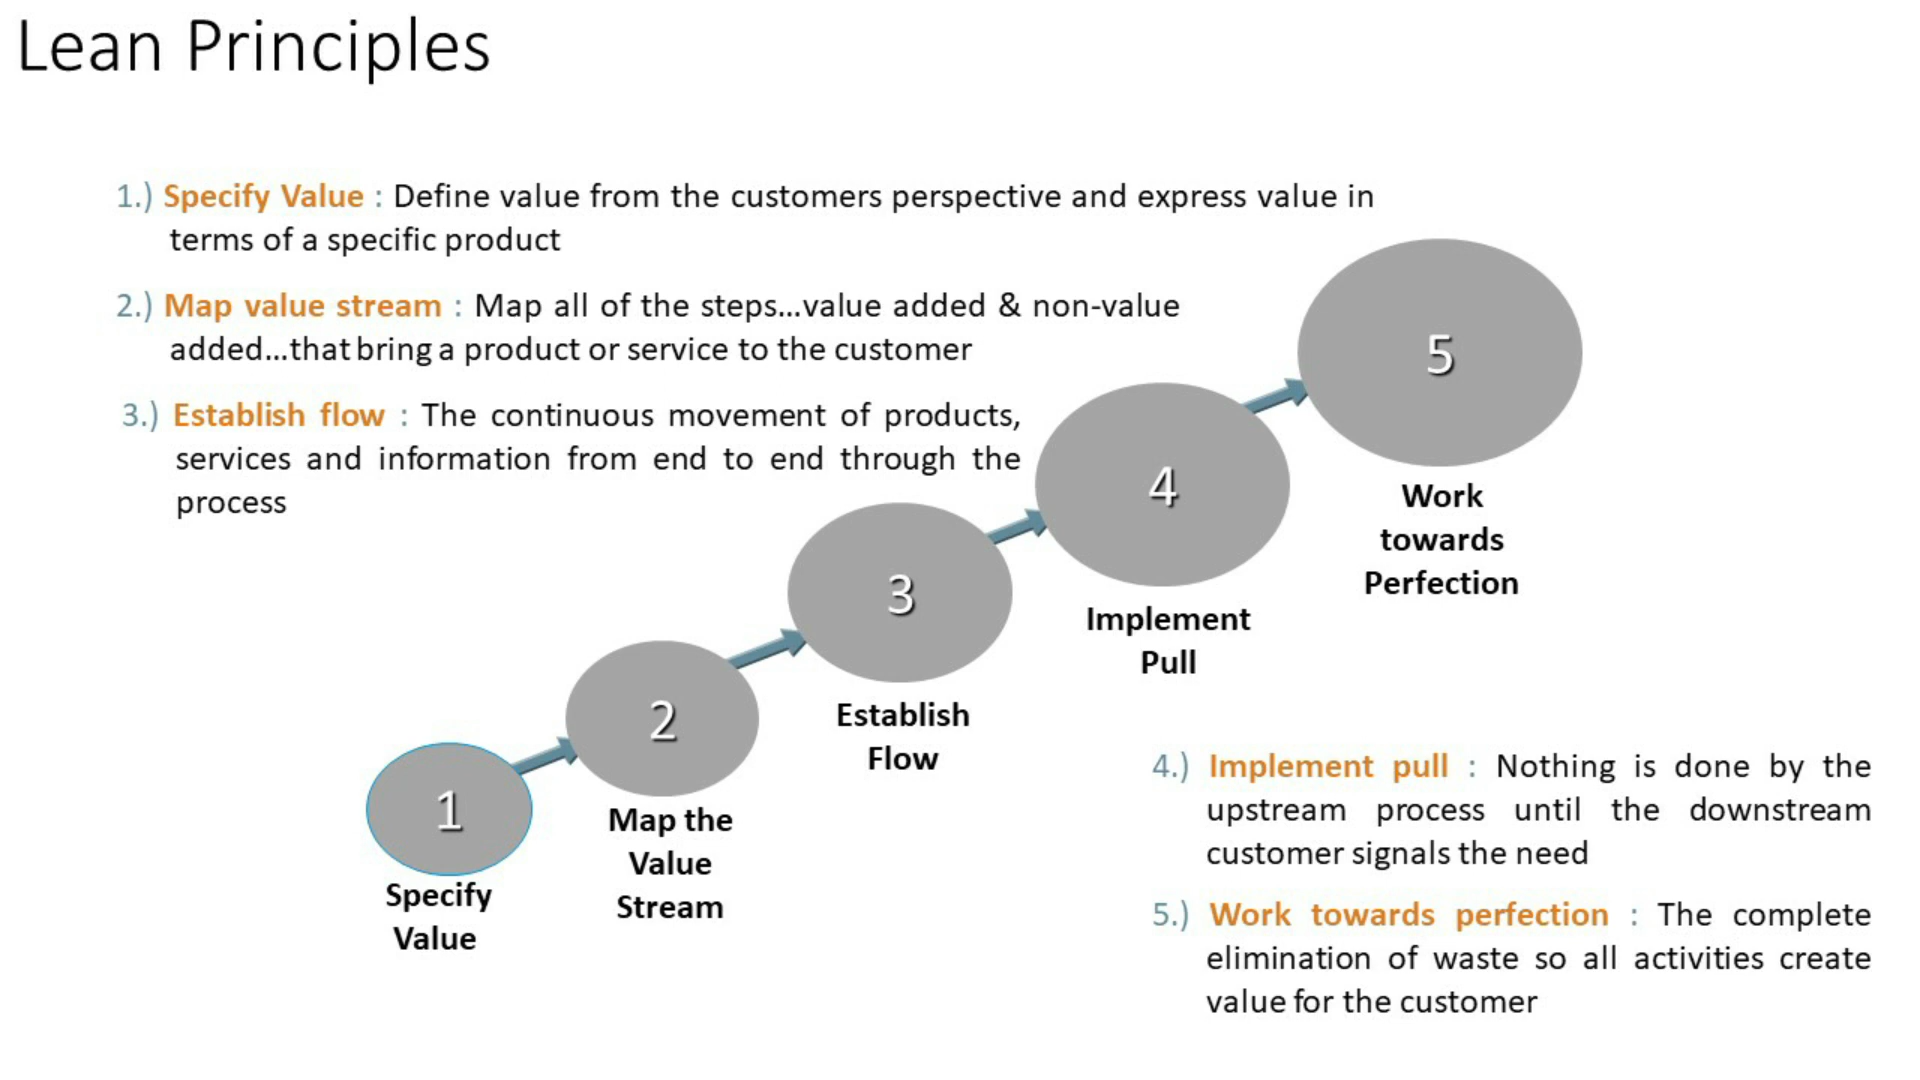 Lean Principles
1.) Specify Value : Define value from the customers perspective and express value in
terms of a specific product
2.) Map value stream : Map all of the steps...value added & non-value
added...that bring a product or service to the customer
3.) Establish flow : The continuous movement of products,
services and information from end to end through the
process
5
Work
towards
Perfection
4
Implement
Pull
3
Establish
Flow
2
Map the
Value
Stream
1
Specify
Value
4.) Implement pull : Nothing is done by the
upstream process until the downstream
customer signals the need
5.) Work towards perfection : The complete
elimination of waste so all activities create
value for the customer